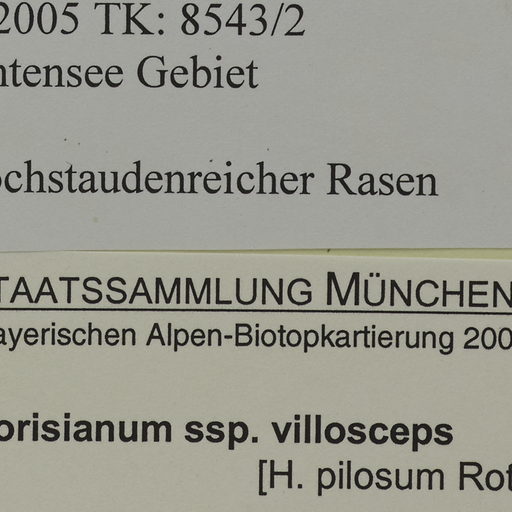 2005 TK: 8543/2
ntensee Gebiet
ochstaudenreicher Rasen
TAATSSAMMLUNG MÜNCHEN
ayerischen Alpen-Biotopkartierung 200
orisianum ssp. villosceps
[H. pilosum Rot